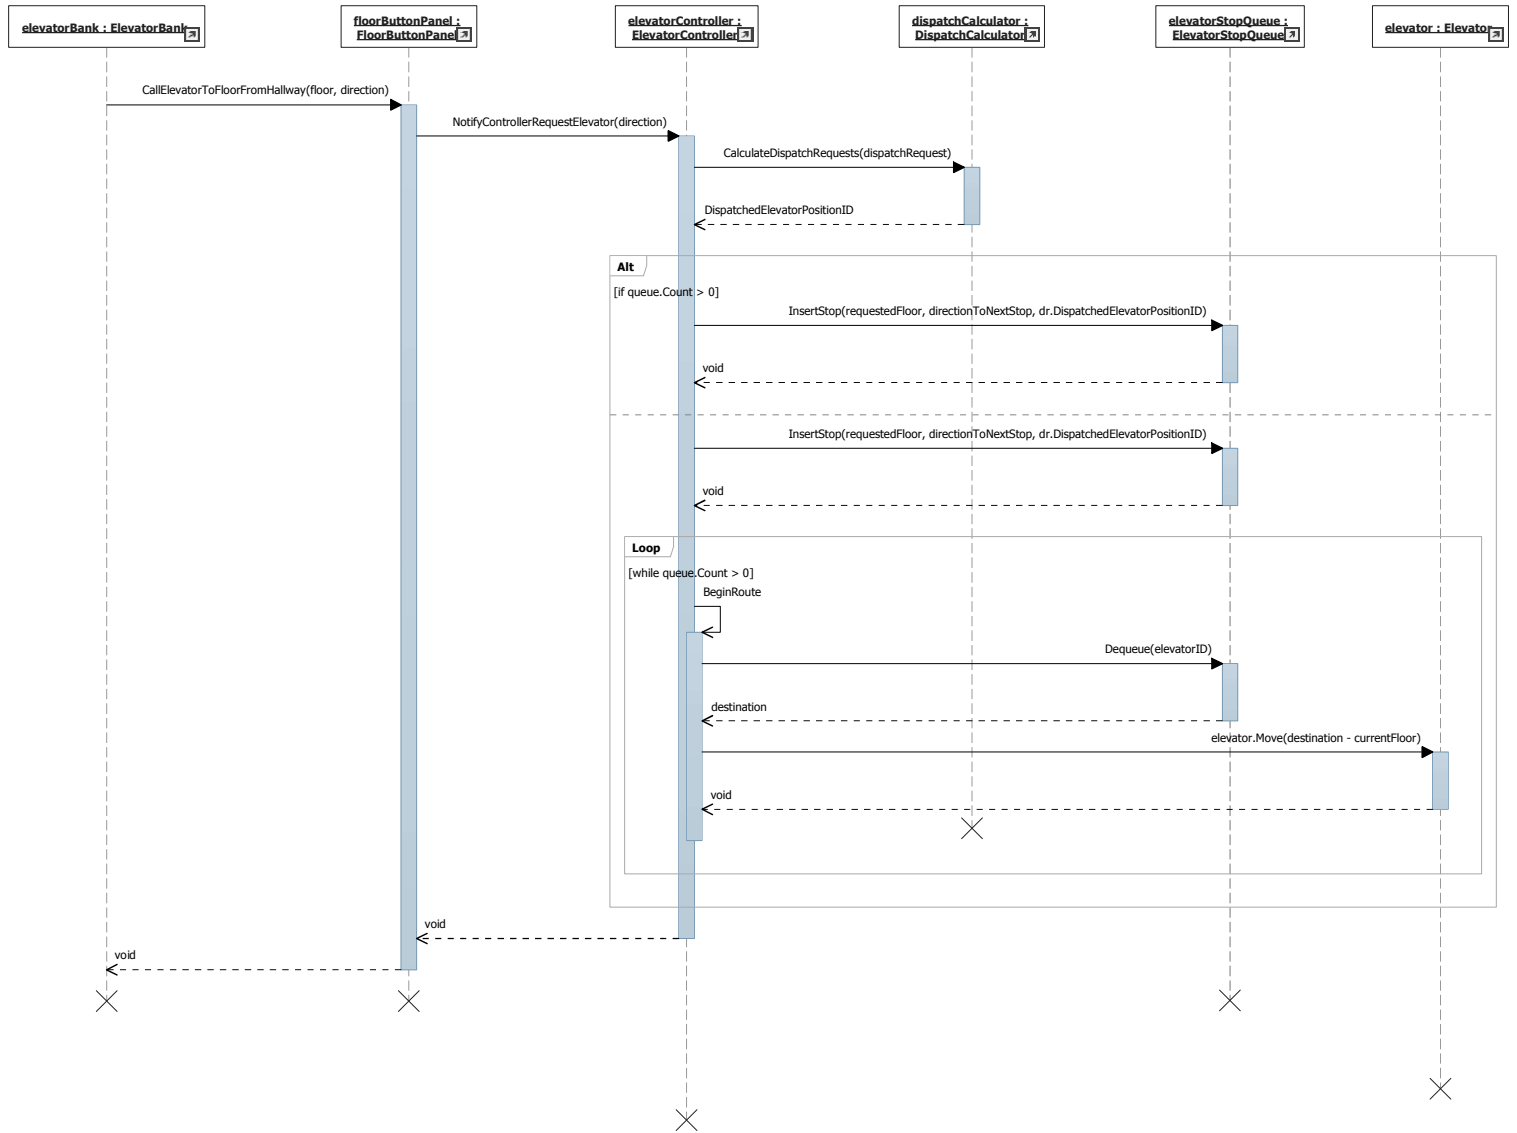 elevatorBank : ElevatorBank
floorButtonPanel :
FloorButtonPanel
elevatorController :
ElevatorController
dispatchCalculator :
DispatchCalculator
elevatorStopQueue :
ElevatorStopQueue
elevator : Elevator
CallElevatorToFloorFromHallway(floor, direction)
NotifyControllerRequestElevator(direction)
CalculateDispatchRequests(dispatchRequest)
DispatchedElevatorPositionID
Alt
[if queue.Count > 0]
InsertStop(requestedFloor, directionToNextStop, dr.DispatchedElevatorPositionID)
void
InsertStop(requestedFloor, directionToNextStop, dr.DispatchedElevatorPositionID)
void
Loop
[while queue.Count > 0]
BeginRoute
Dequeue(elevatorID)
destination
elevator.Move(destination - currentFloor)
void
void
void